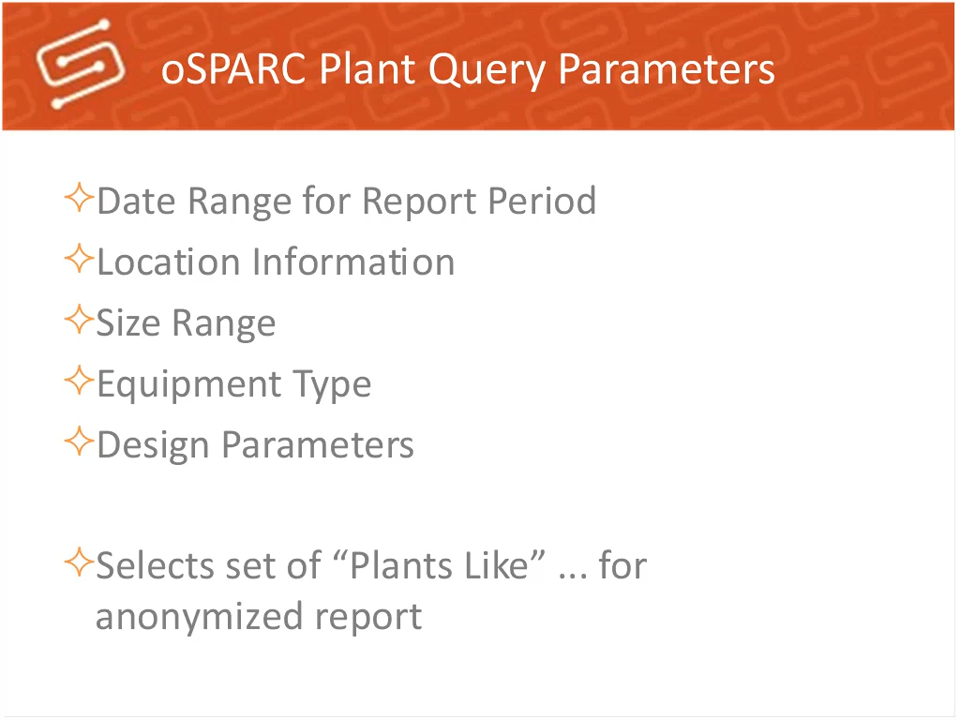 oSPARC Plant Query Parameters
Date Range for Report Period
Location Information
Size Range
Equipment Type
Design Parameters
Selects set of “Plants Like” ... for
anonymized report